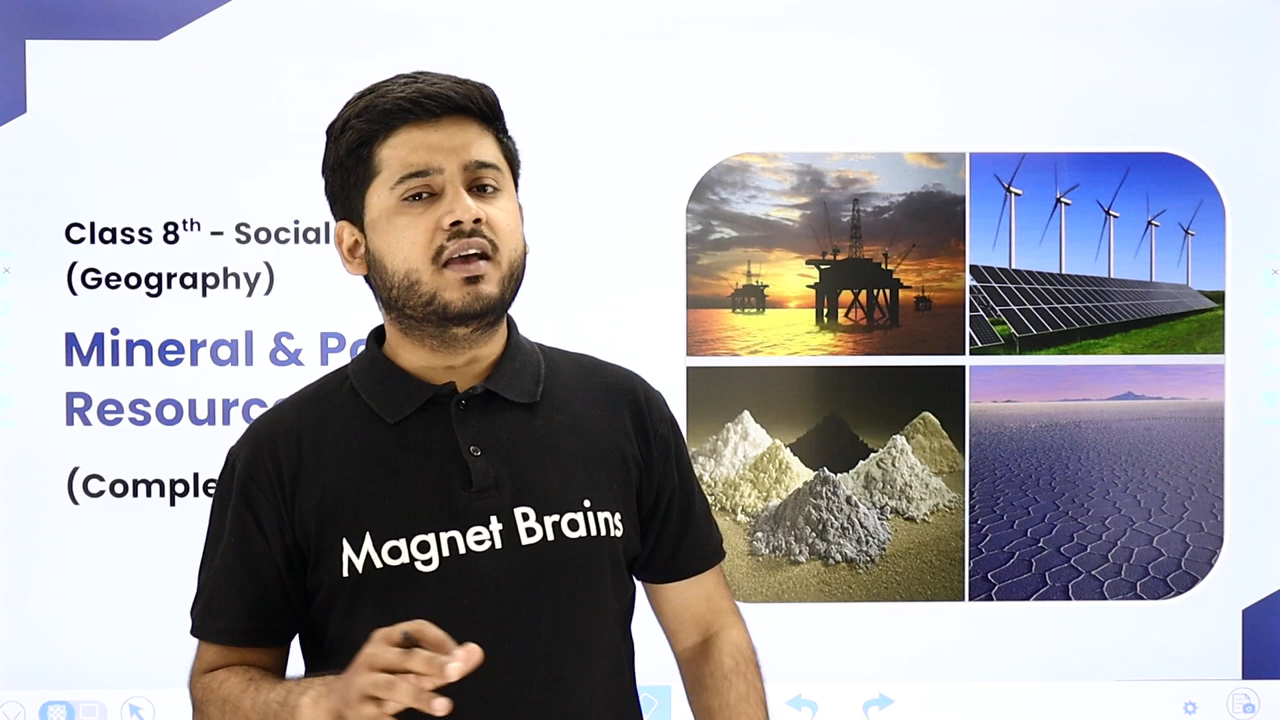 Class 8th - Social
(Geography)
Mineral & Po
Resourc
(Comple
Magnet Brains